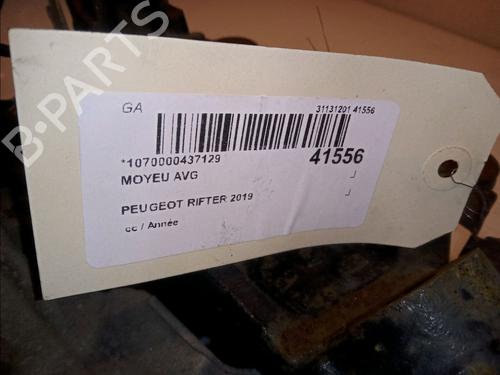 B-PARTS
GA
31131201 41556
*1070000437129
41556
MOYEU AVG
PEUGEOT RIFTER 2019
cc / Année